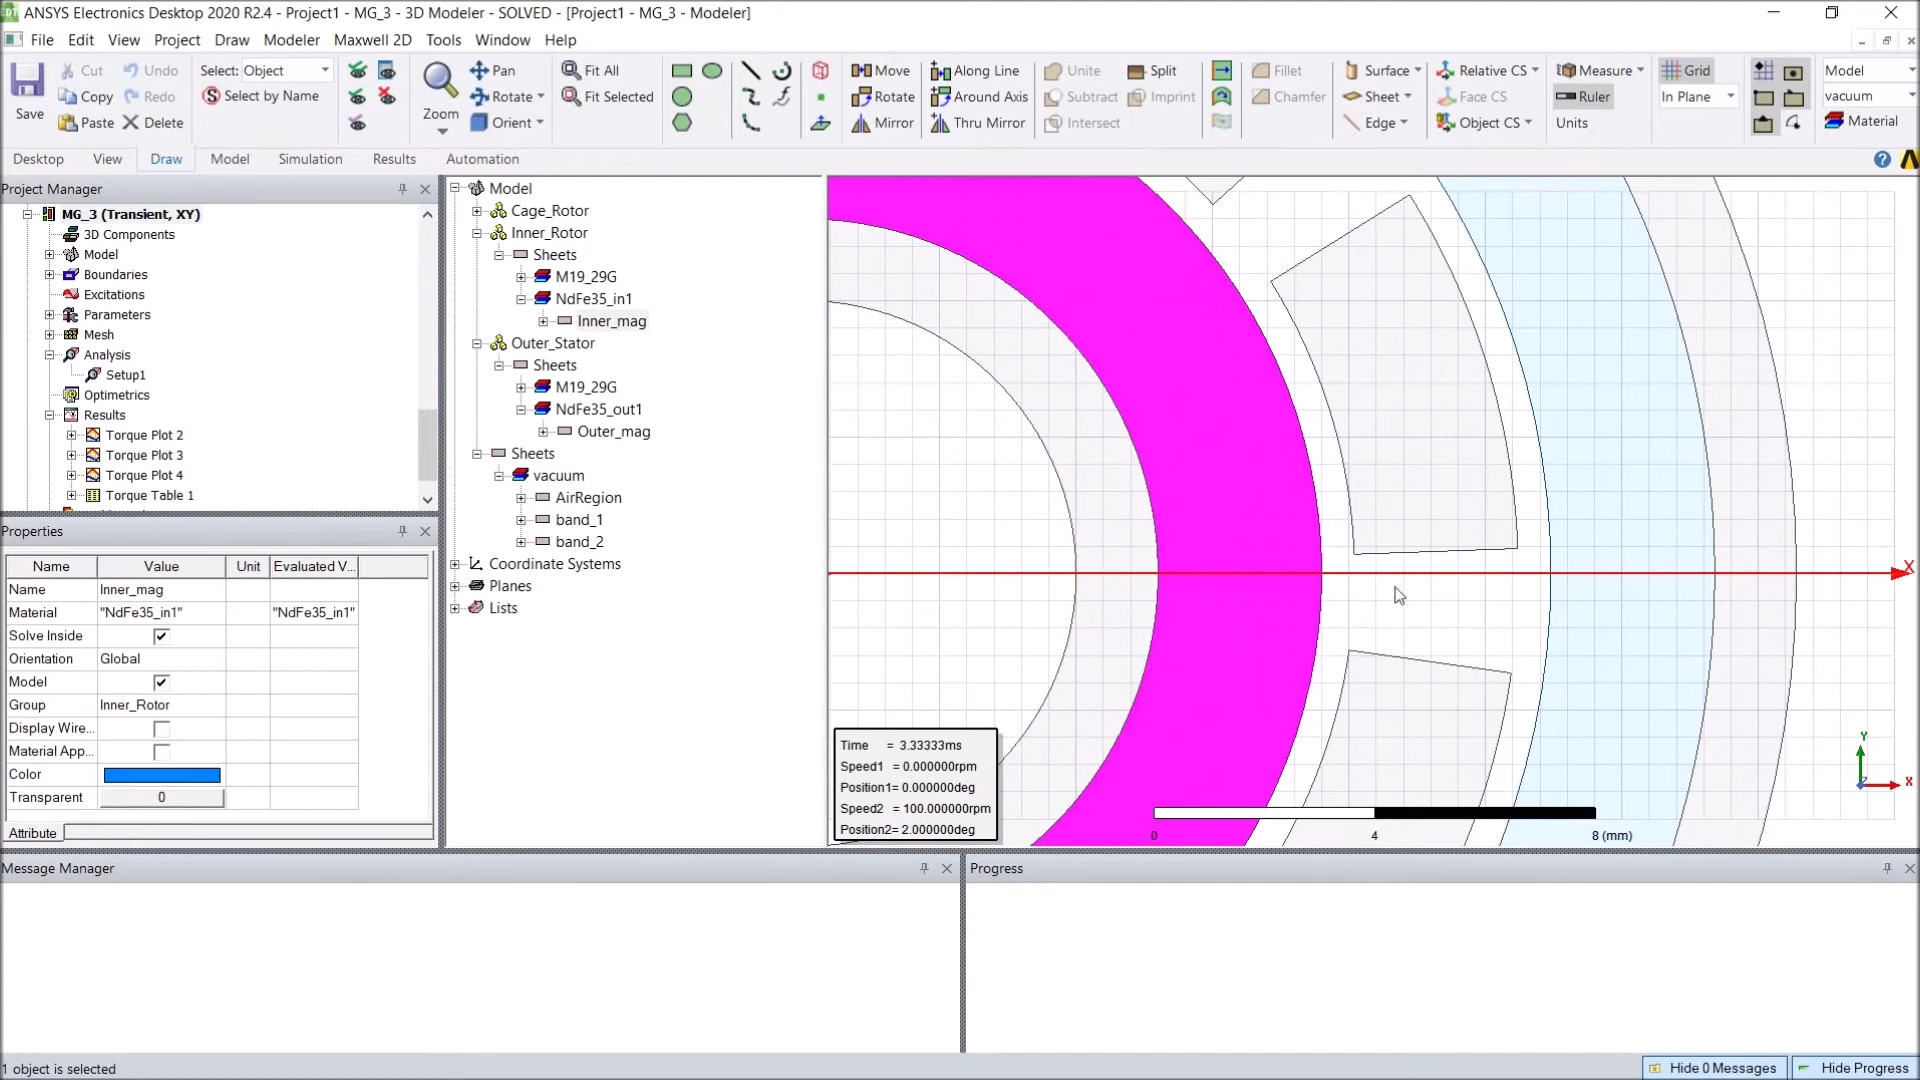 ANSYS Electronics Desktop 2020 R2.4 - Project1 - MG_3 - 3D Modeler - SOLVED - [Project1 - MG_3 - Modeler]
File Edit View Project Draw Modeler Maxwell 2D Tools Window Help
Save
Cut
Copy
Paste
Undo
Redo
Delete
Select: Object
Select by Name
Zoom
Pan
Rotate
Orient
Fit All
Fit Selected
Move
Rotate
Mirror
Along Line
Around Axis
Thru Mirror
Unite
Subtract
Intersect
Split
Imprint
Fillet
Chamfer
Surface
Sheet
Edge
Relative CS
Face CS
Object CS
Measure
Ruler
Units
Grid
In Plane
Model
vacuum
Material
Desktop View Draw Model Simulation Results Automation
Project Manager
MG_3 (Transient, XY)
3D Components
Model
Boundaries
Excitations
Parameters
Mesh
Analysis
Setup1
Optimetrics
Results
Torque Plot 2
Torque Plot 3
Torque Plot 4
Torque Table 1
Properties
Name Value Unit Evaluated V...
Name Inner_mag
Material "NdFe35_in1" "NdFe35_in1"
Solve Inside
Orientation Global
Model
Group Inner_Rotor
Display Wire...
Material App...
Color
Transparent 0
Attribute
Model
Cage_Rotor
Inner_Rotor
Sheets
M19_29G
NdFe35_in1
Inner_mag
Outer_Stator
Sheets
M19_29G
NdFe35_out1
Outer_mag
Sheets
vacuum
AirRegion
band_1
band_2
Coordinate Systems
Planes
Lists
X
Time = 3.33333ms
Speed1 = 0.000000rpm
Position1= 0.000000deg
Speed2 = 100.000000rpm
Position2= 2.000000deg
0 4 8 (mm)
Y
Z
X
Message Manager
Progress
1 object is selected
Hide 0 Messages
Hide Progress